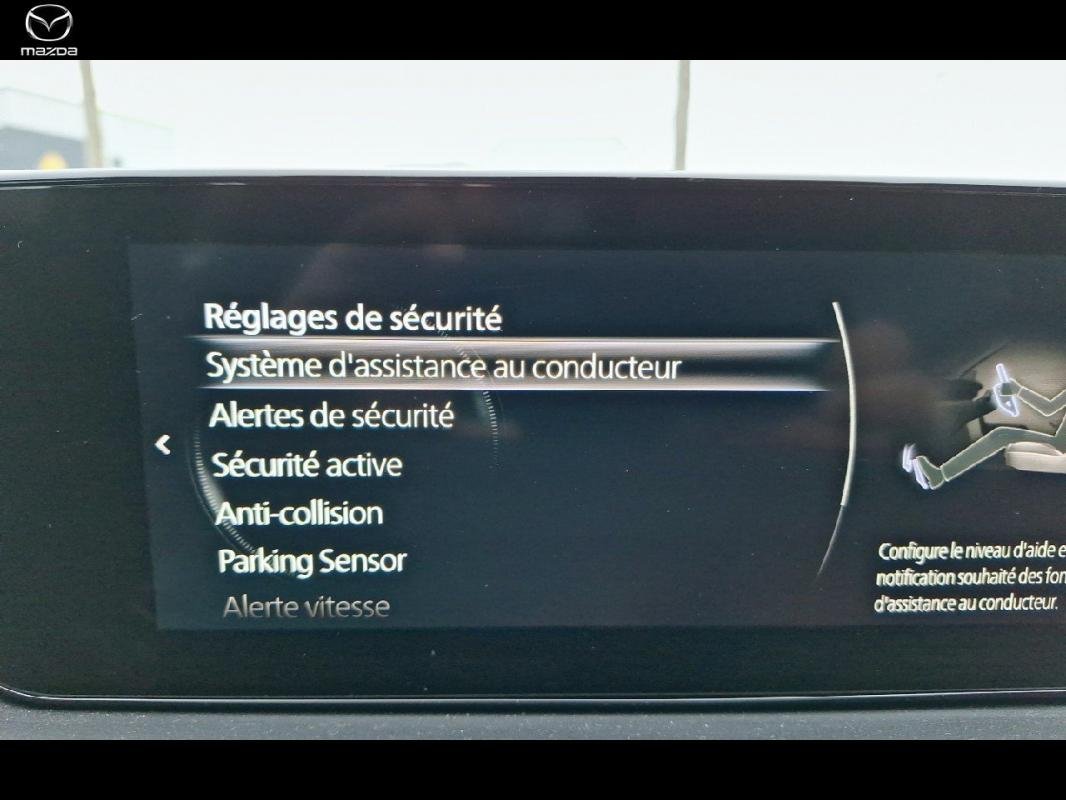 mazda
Réglages de sécurité
Système d'assistance au conducteur
Alertes de sécurité
Sécurité active
Anti-collision
Parking Sensor
Alerte vitesse
Configure le niveau d'aide e
notification souhaité des fon
d'assistance au conducteur.